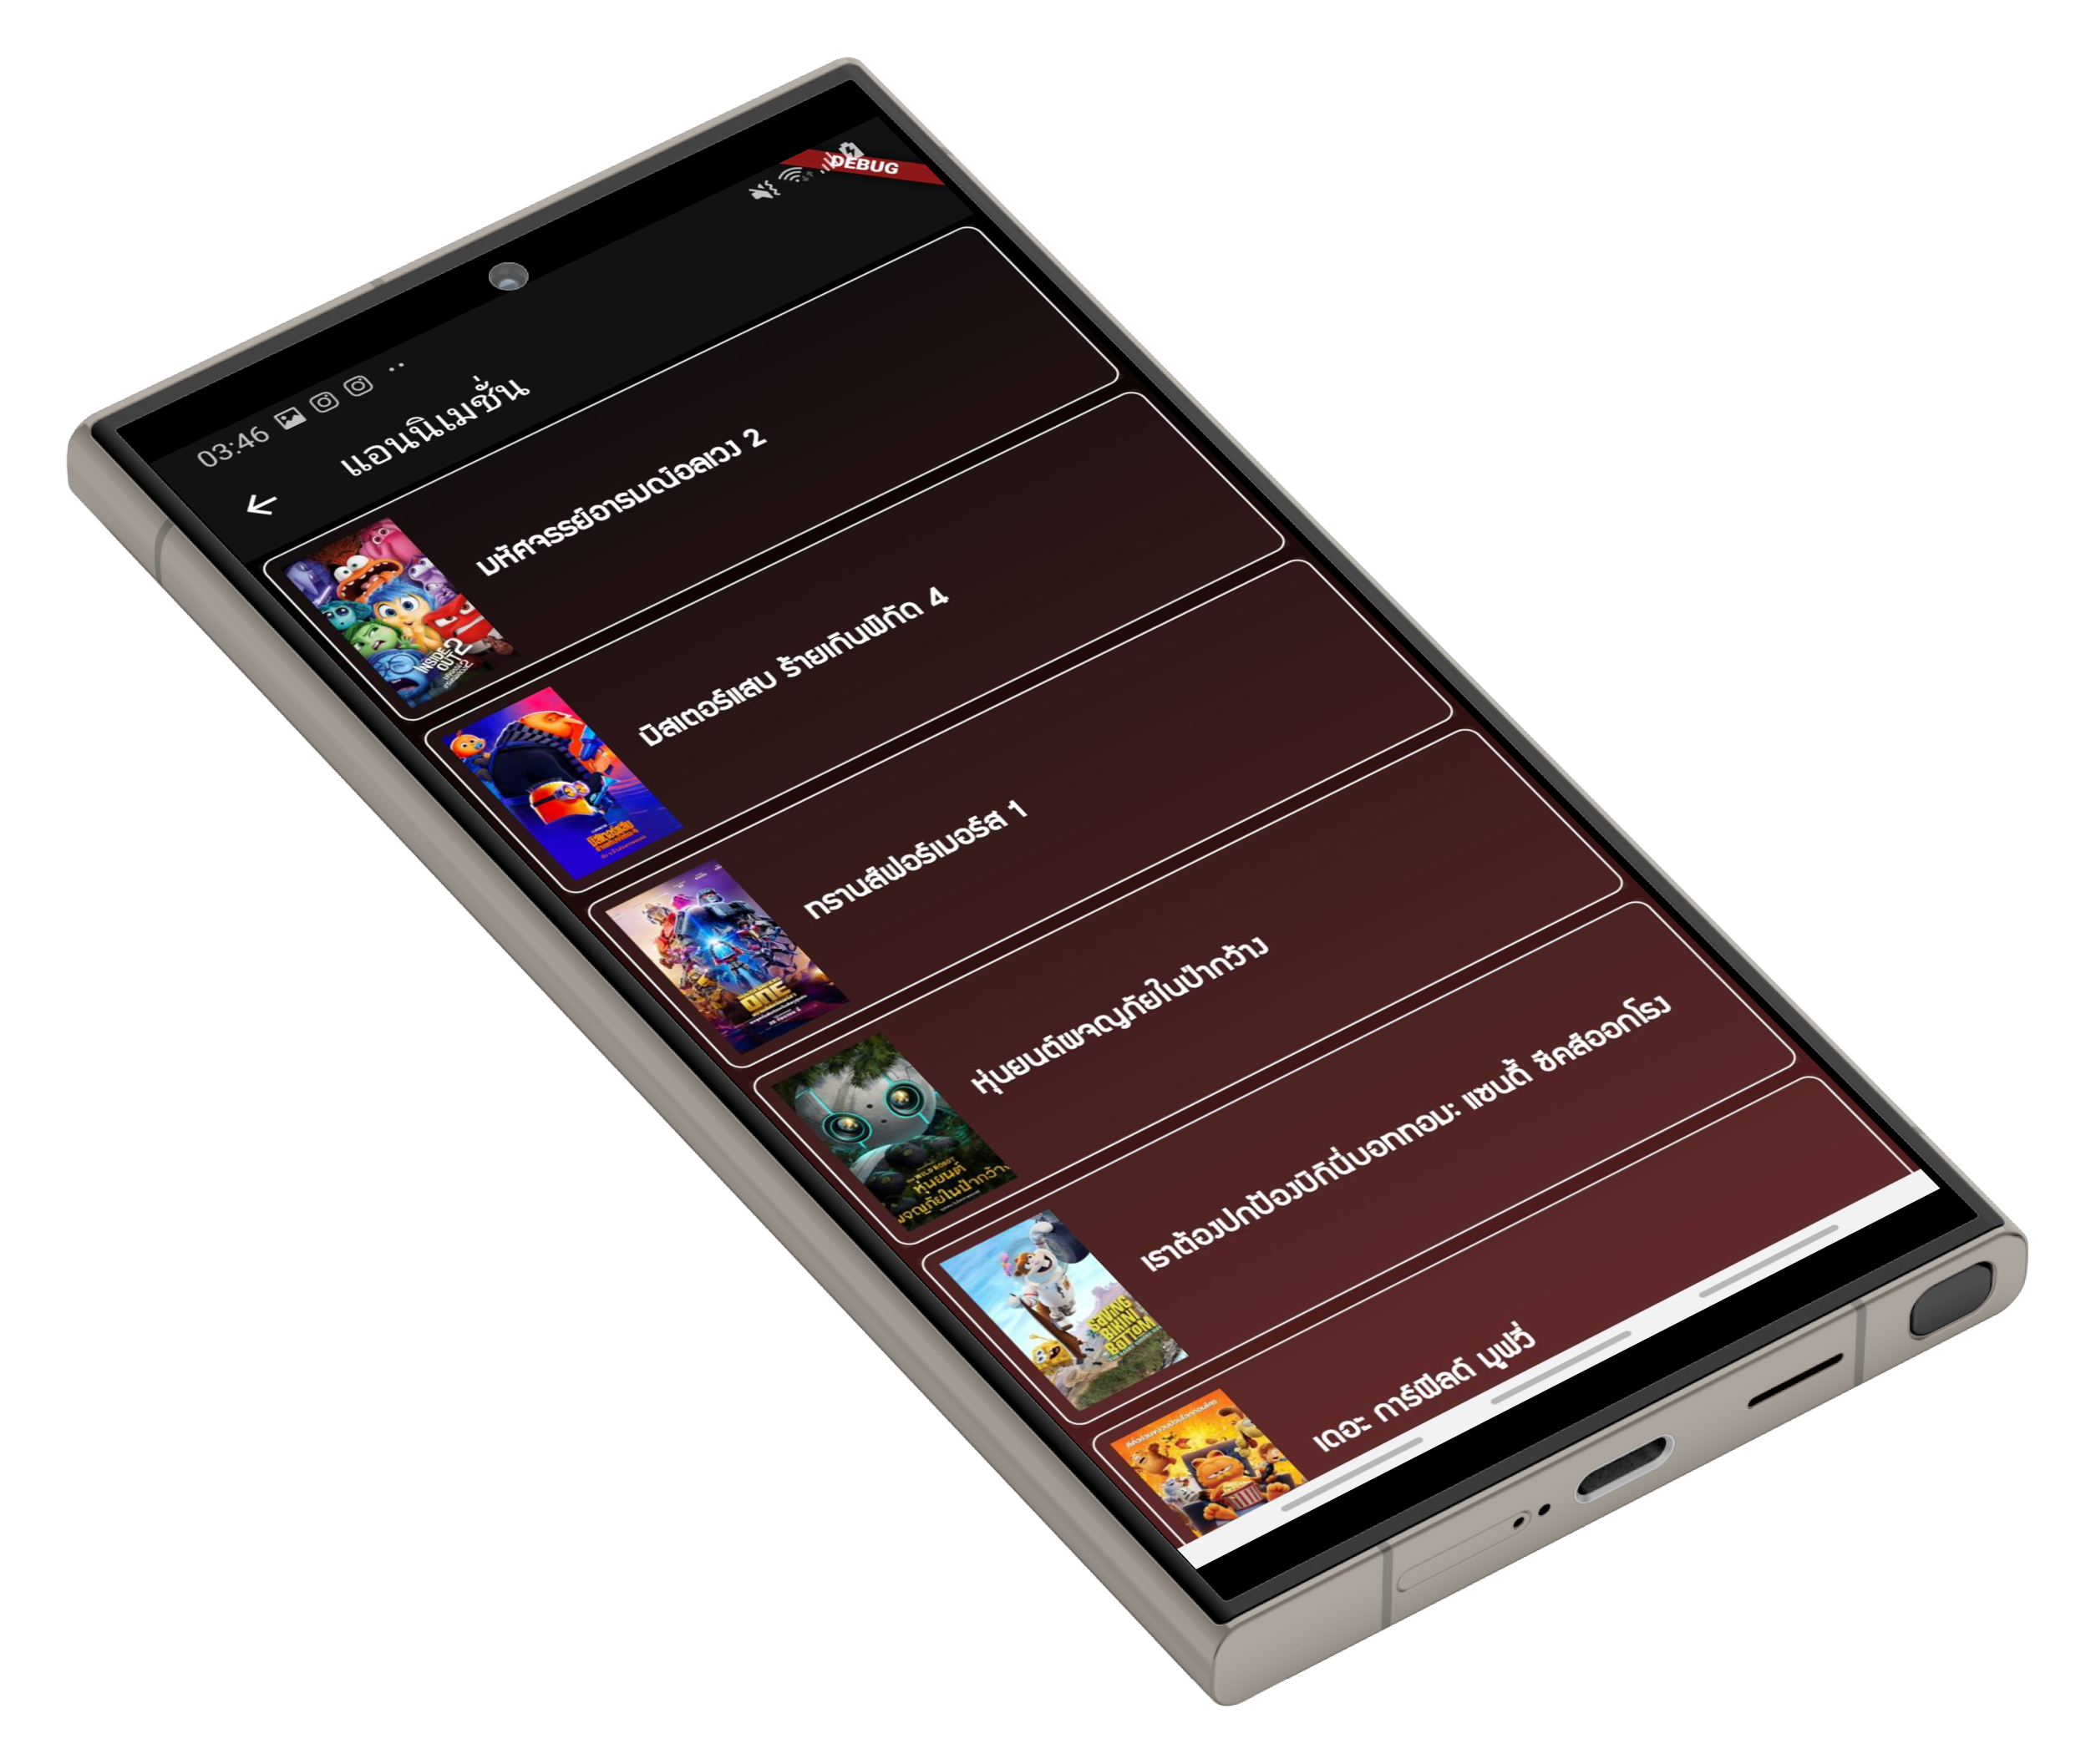 03:46
DEBUG
แอนนิเมชั่น
มหัศจรรย์อารมณ์อลเวง 2
INSIDE OUT 2
มิสเตอร์แสบ ร้ายเกินพิกัด 4
ทรานส์ฟอร์เมอร์ส 1
ONE
หุ่นยนต์ผจญภัยในป่ากว้าง
WILD ROBOT
หุ่นยนต์
ผจญภัยในป่ากว้าง
เราต้องปกป้องบิกินี่บอททอม: แซนดี้ ชีคส์ออกโรง
SAVING
BIKINI
BOTTOM
เดอะ การ์ฟิลด์ มูฟวี่